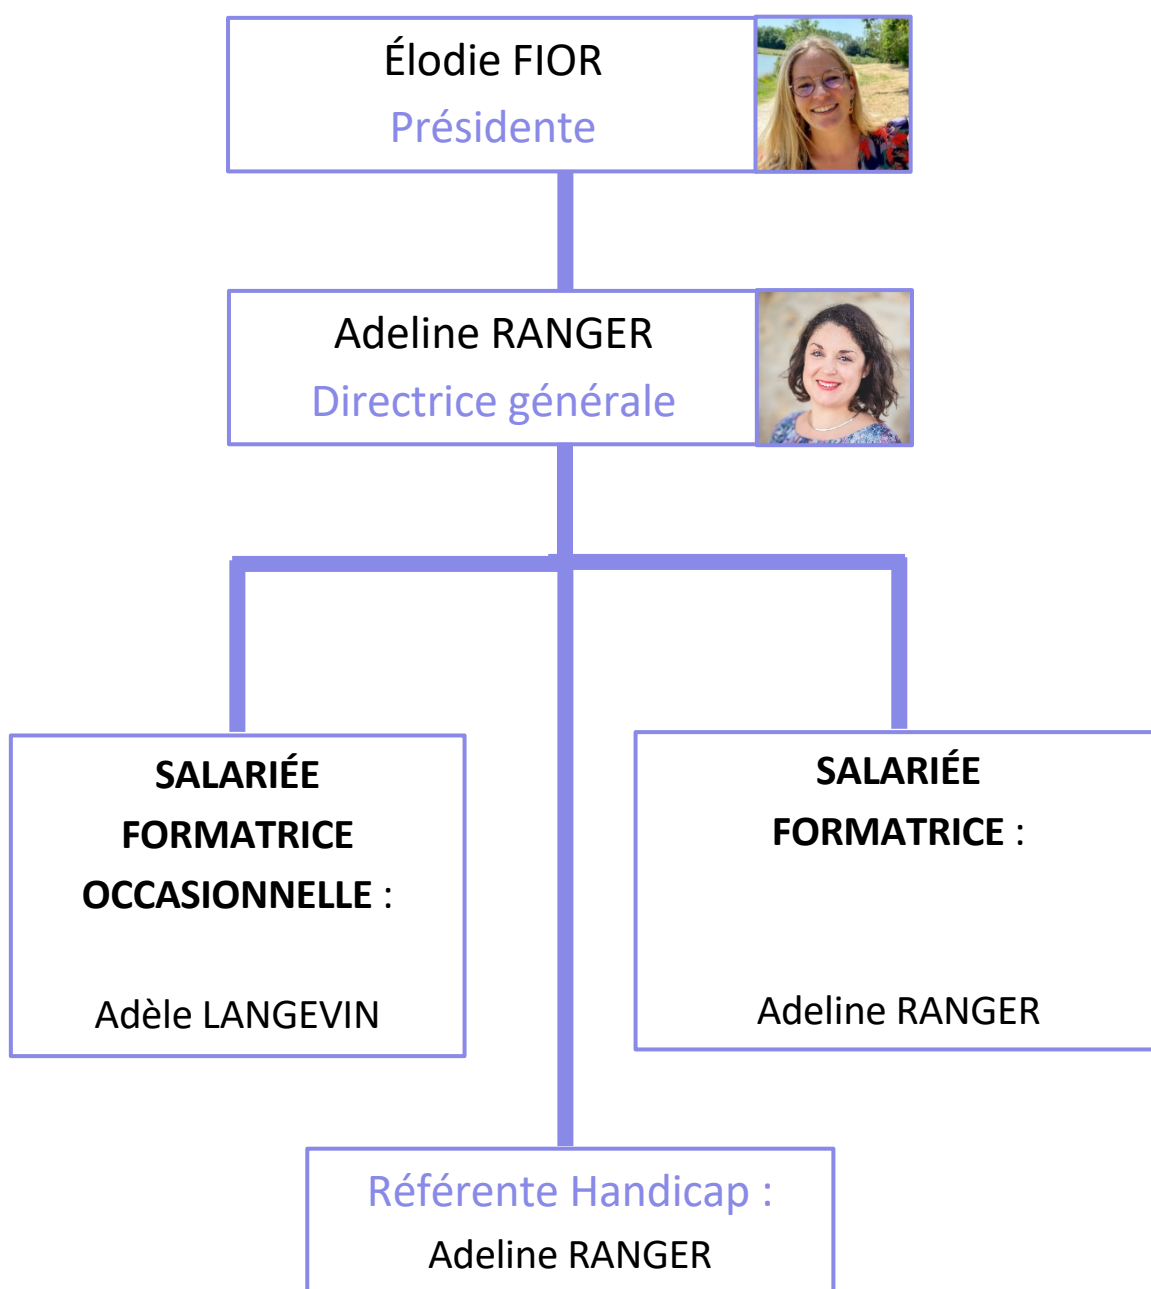 Élodie FIOR
Présidente
Adeline RANGER
Directrice générale
SALARIÉE
FORMATRICE
OCCASIONNELLE :
Adèle LANGEVIN
SALARIÉE
FORMATRICE :
Adeline RANGER
Référente Handicap :
Adeline RANGER